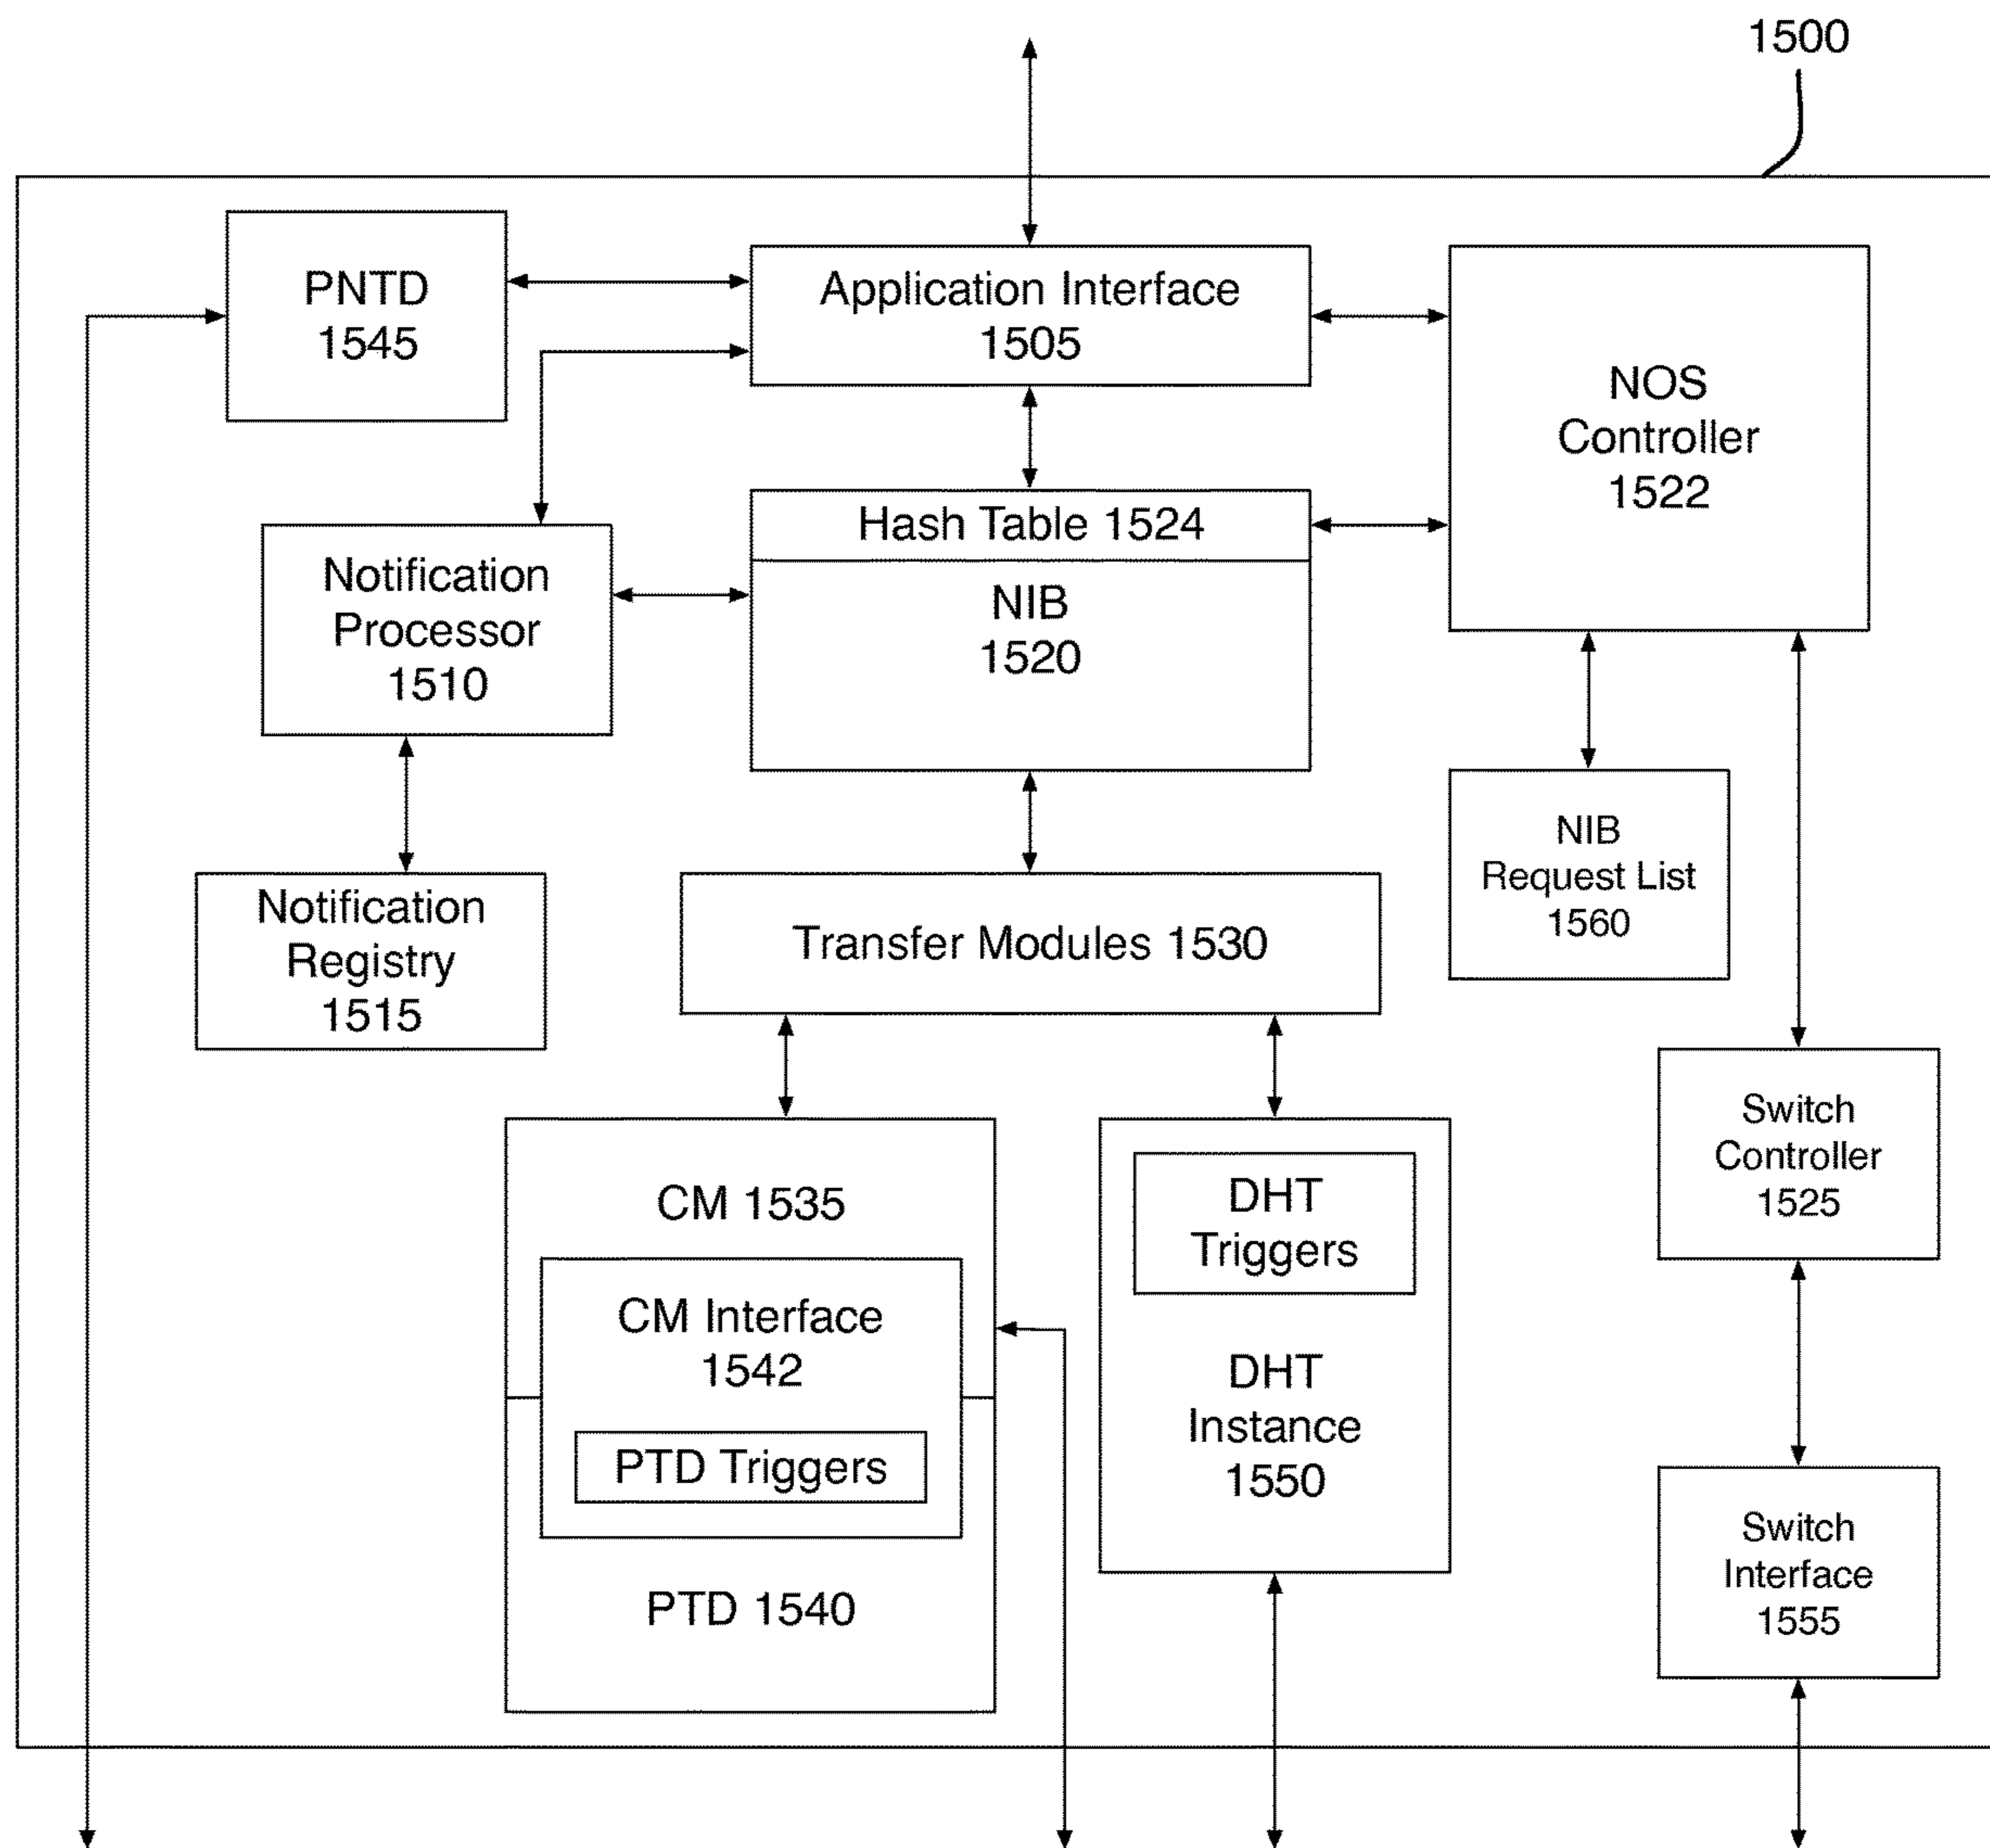 1500
PNTD
1545
Application Interface
1505
NOS
Controller
1522
Hash Table 1524
NIB
1520
Notification
Processor
1510
NIB
Request List
1560
Notification
Registry
1515
Transfer Modules 1530
Switch
Controller
1525
CM 1535
CM Interface
1542
PTD Triggers
PTD 1540
DHT
Triggers
DHT
Instance
1550
Switch
Interface
1555